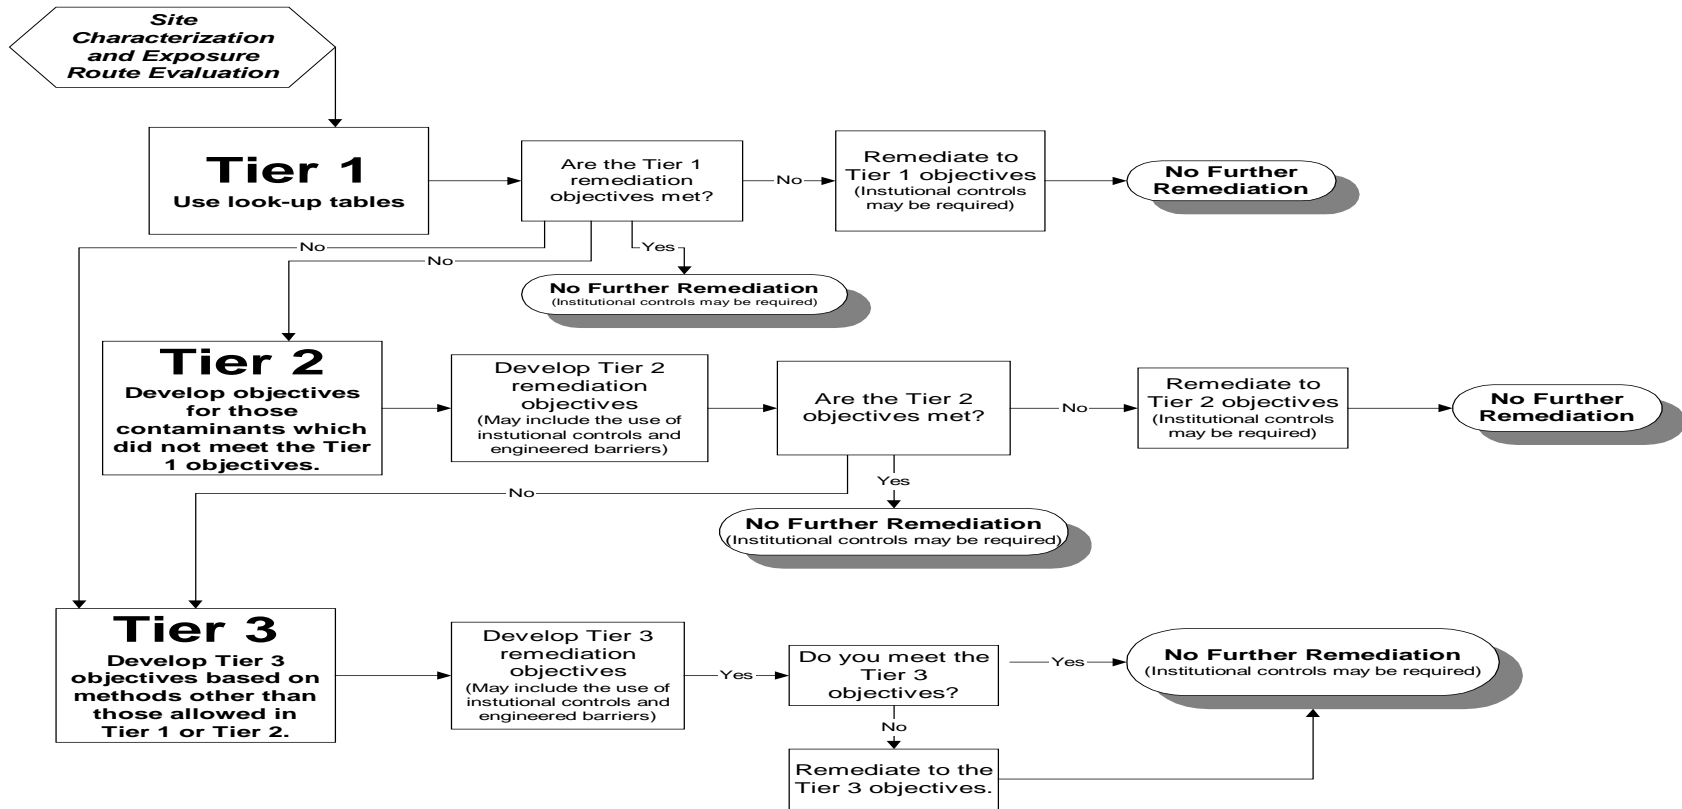 Site
Characterization
and Exposure
Route Evaluation
Tier 1
Use look-up tables
Are the Tier 1
remediation
objectives met?
No
Remediate to
Tier 1 objectives
(Instutional controls
may be required)
No Further
Remediation
No
No
Yes
No Further Remediation
(Institutional controls may be required)
Tier 2
Develop objectives
for those
contaminants which
did not meet the Tier
1 objectives.
Develop Tier 2
remediation
objectives
(May include the use of
instutional controls and
engineered barriers)
Are the Tier 2
objectives met?
No
Remediate to
Tier 2 objectives
(Institutional controls
may be required)
No Further
Remediation
No
Yes
No Further Remediation
(Institutional controls may be required)
Tier 3
Develop Tier 3
objectives based on
methods other than
those allowed in
Tier 1 or Tier 2.
Develop Tier 3
remediation
objectives
(May include the use of
instutional controls and
engineered barriers)
Yes
Do you meet the
Tier 3
objectives?
Yes
No Further Remediation
(Institutional controls may be required)
No
Remediate to the
Tier 3 objectives.